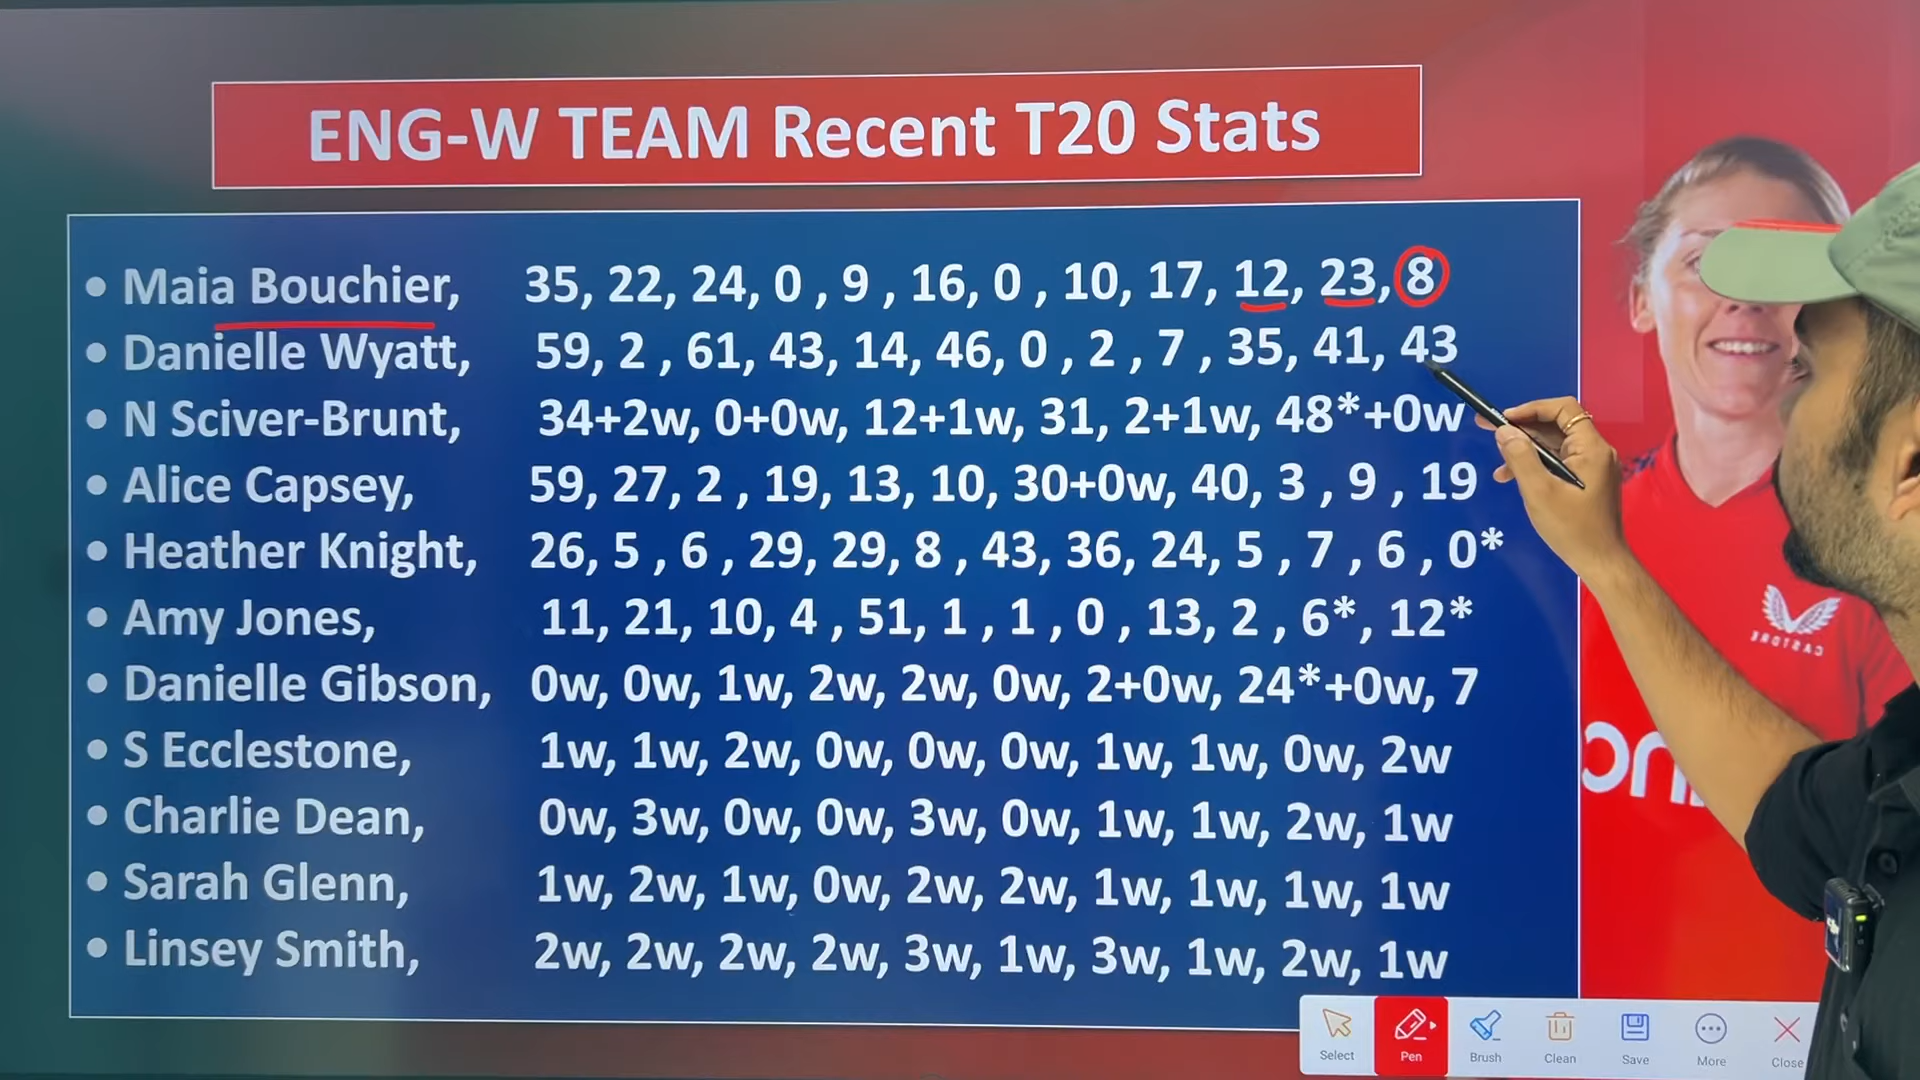 ENG-W TEAM Recent T20 Stats
• Maia Bouchier, 35, 22, 24, 0 , 9 , 16, 0 , 10, 17, 12, 23, 8
• Danielle Wyatt, 59, 2 , 61, 43, 14, 46, 0 , 2 , 7 , 35, 41, 43
• N Sciver-Brunt, 34+2w, 0+0w, 12+1w, 31, 2+1w, 48*+0w
• Alice Capsey, 59, 27, 2 , 19, 13, 10, 30+0w, 40, 3 , 9 , 19
• Heather Knight, 26, 5 , 6 , 29, 29, 8 , 43, 36, 24, 5 , 7 , 6 , 0*
• Amy Jones, 11, 21, 10, 4 , 51, 1 , 1 , 0 , 13, 2 , 6*, 12*
• Danielle Gibson, 0w, 0w, 1w, 2w, 2w, 0w, 2+0w, 24*+0w, 7
• S Ecclestone, 1w, 1w, 2w, 0w, 0w, 0w, 1w, 1w, 0w, 2w
• Charlie Dean, 0w, 3w, 0w, 0w, 3w, 0w, 1w, 1w, 2w, 1w
• Sarah Glenn, 1w, 2w, 1w, 0w, 2w, 2w, 1w, 1w, 1w, 1w
• Linsey Smith, 2w, 2w, 2w, 2w, 3w, 1w, 3w, 1w, 2w, 1w
CASTORE
Select Pen Brush Clean Save More Close